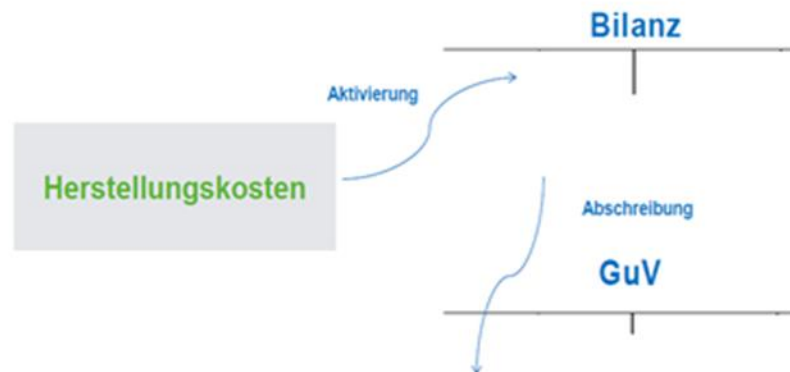 Bilanz
Aktivierung
Herstellungskosten
Abschreibung
GuV